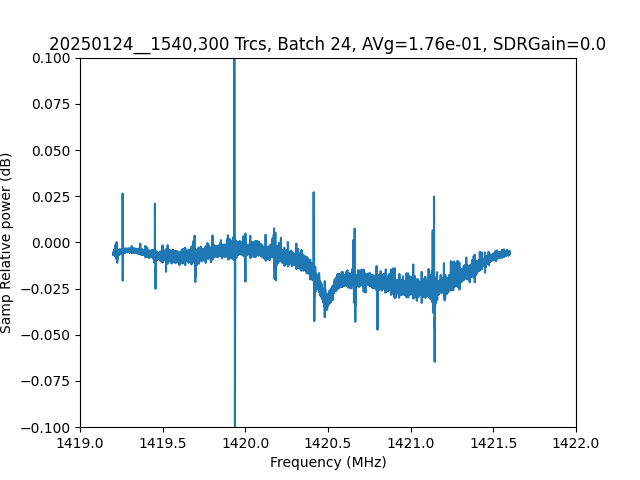 20250124__1540,300 Trcs, Batch 24, AVg=1.76e-01, SDRGain=0.0
0.100
0.075
0.050
0.025
0.000
−0.025
−0.050
−0.075
−0.100
Samp Relative power (dB)
1419.0 1419.5 1420.0 1420.5 1421.0 1421.5 1422.0
Frequency (MHz)